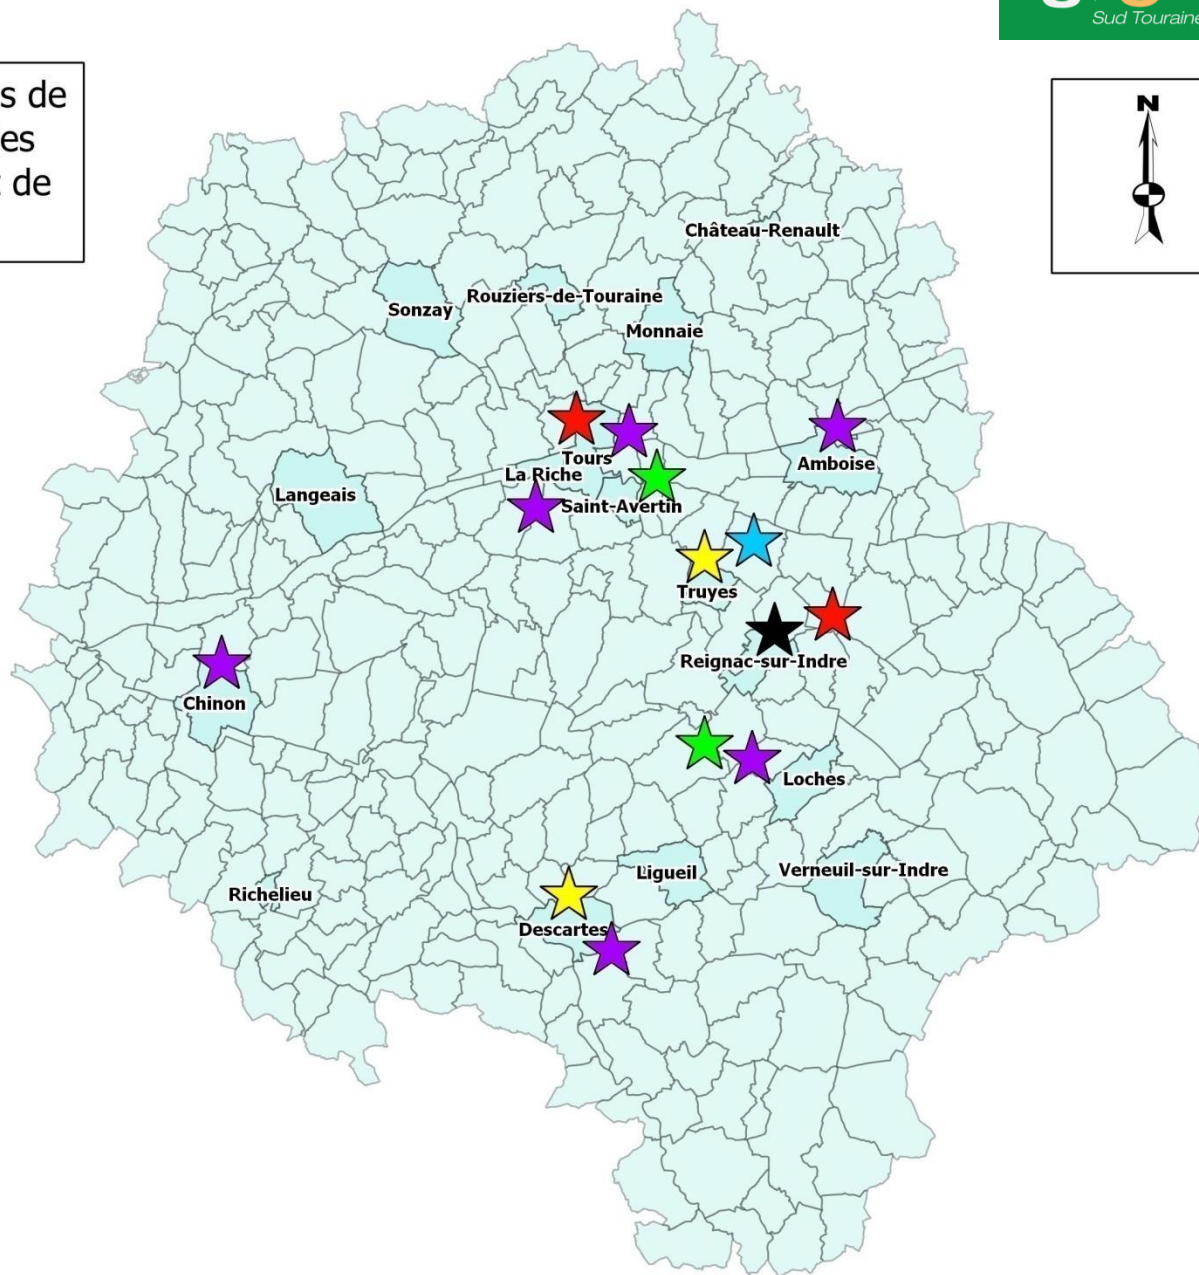 Sud Touraine
s de
es
de
N
Château-Renault
Rouziers-de-Touraine
Sonzay
Monnaie
Tours
Amboise
La Riche
Langeais
Saint-Avertin
Truyes
Reignac-sur-Indre
Chinon
Loches
Ligueil
Verneuil-sur-Indre
Richelieu
Descartes